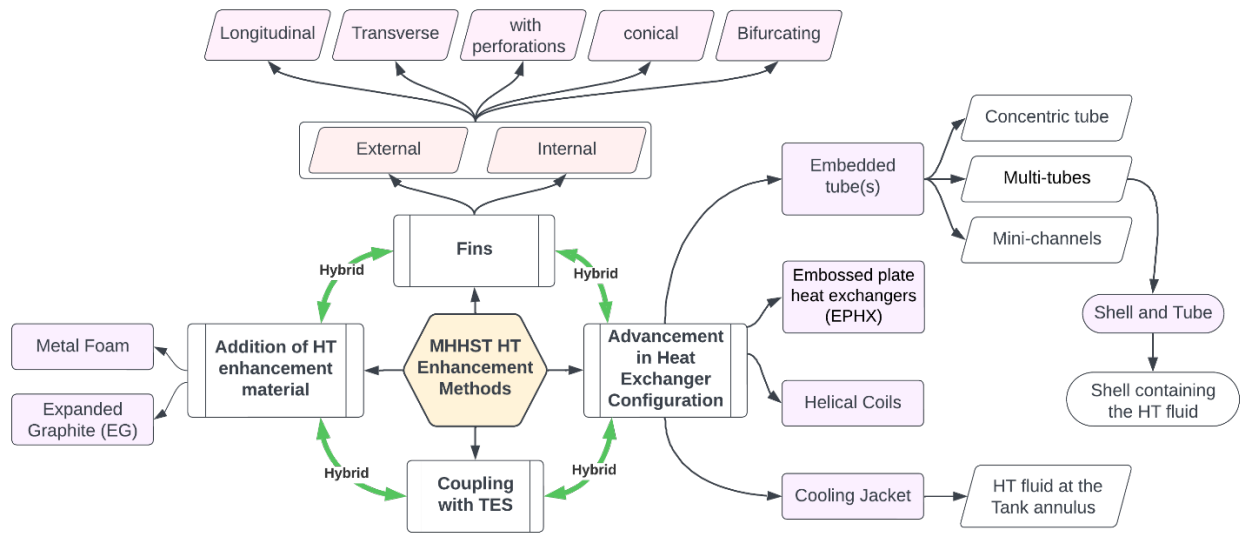 Longitudinal
Transverse
with
perforations
conical
Bifurcating
External
Internal
Concentric tube
Embedded
tube(s)
Multi-tubes
Mini-channels
Fins
Hybrid
Hybrid
Embossed plate
heat exchangers
(EPHX)
Shell and Tube
Metal Foam
Expanded
Graphite (EG)
Addition of HT
enhancement
material
MHHST HT
Enhancement
Methods
Advancement
in Heat
Exchanger
Configuration
Helical Coils
Shell containing
the HT fluid
Hybrid
Hybrid
Coupling
with TES
Cooling Jacket
HT fluid at the
Tank annulus